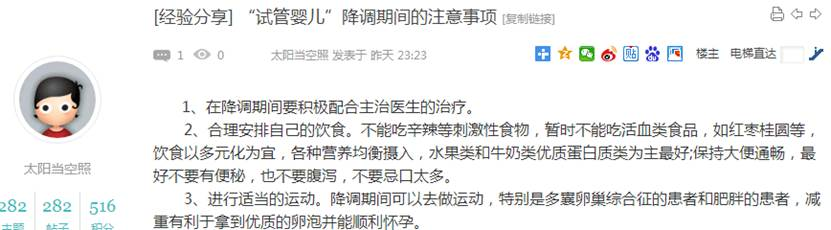 [经验分享] “试管婴儿”降调期间的注意事项 [复制链接]
1 0 太阳当空照 发表于 昨天 23:23 贴 楼主 电梯直达
1、在降调期间要积极配合主治医生的治疗。
2、合理安排自己的饮食。不能吃辛辣等刺激性食物，暂时不能吃活血类食品，如红枣桂圆等，
饮食以多元化为宜，各种营养均衡摄入，水果类和牛奶类优质蛋白质类为主最好;保持大便通畅，最
好不要有便秘，也不要腹泻，不要忌口太多。
3、进行适当的运动。降调期间可以去做运动，特别是多囊卵巢综合征的患者和肥胖的患者，减
重有利于拿到优质的卵泡并能顺利怀孕。
太阳当空照
282 282 516
主题 帖子 积分